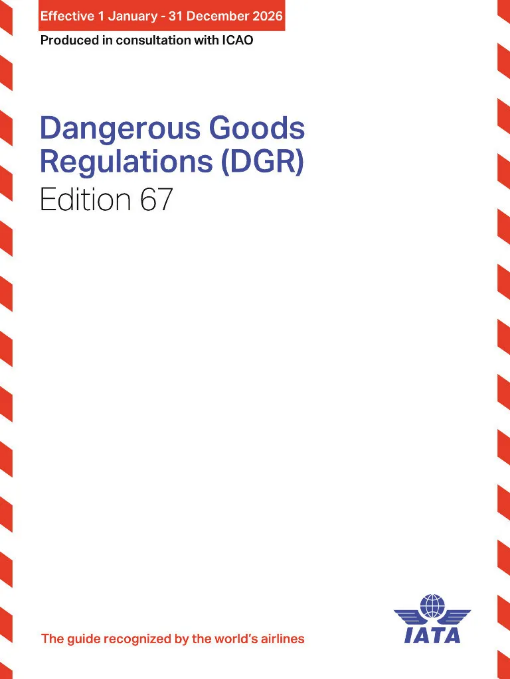 Effective 1 January - 31 December 2026
Produced in consultation with ICAO
Dangerous Goods
Regulations (DGR)
Edition 67
IATA
The guide recognized by the world's airlines